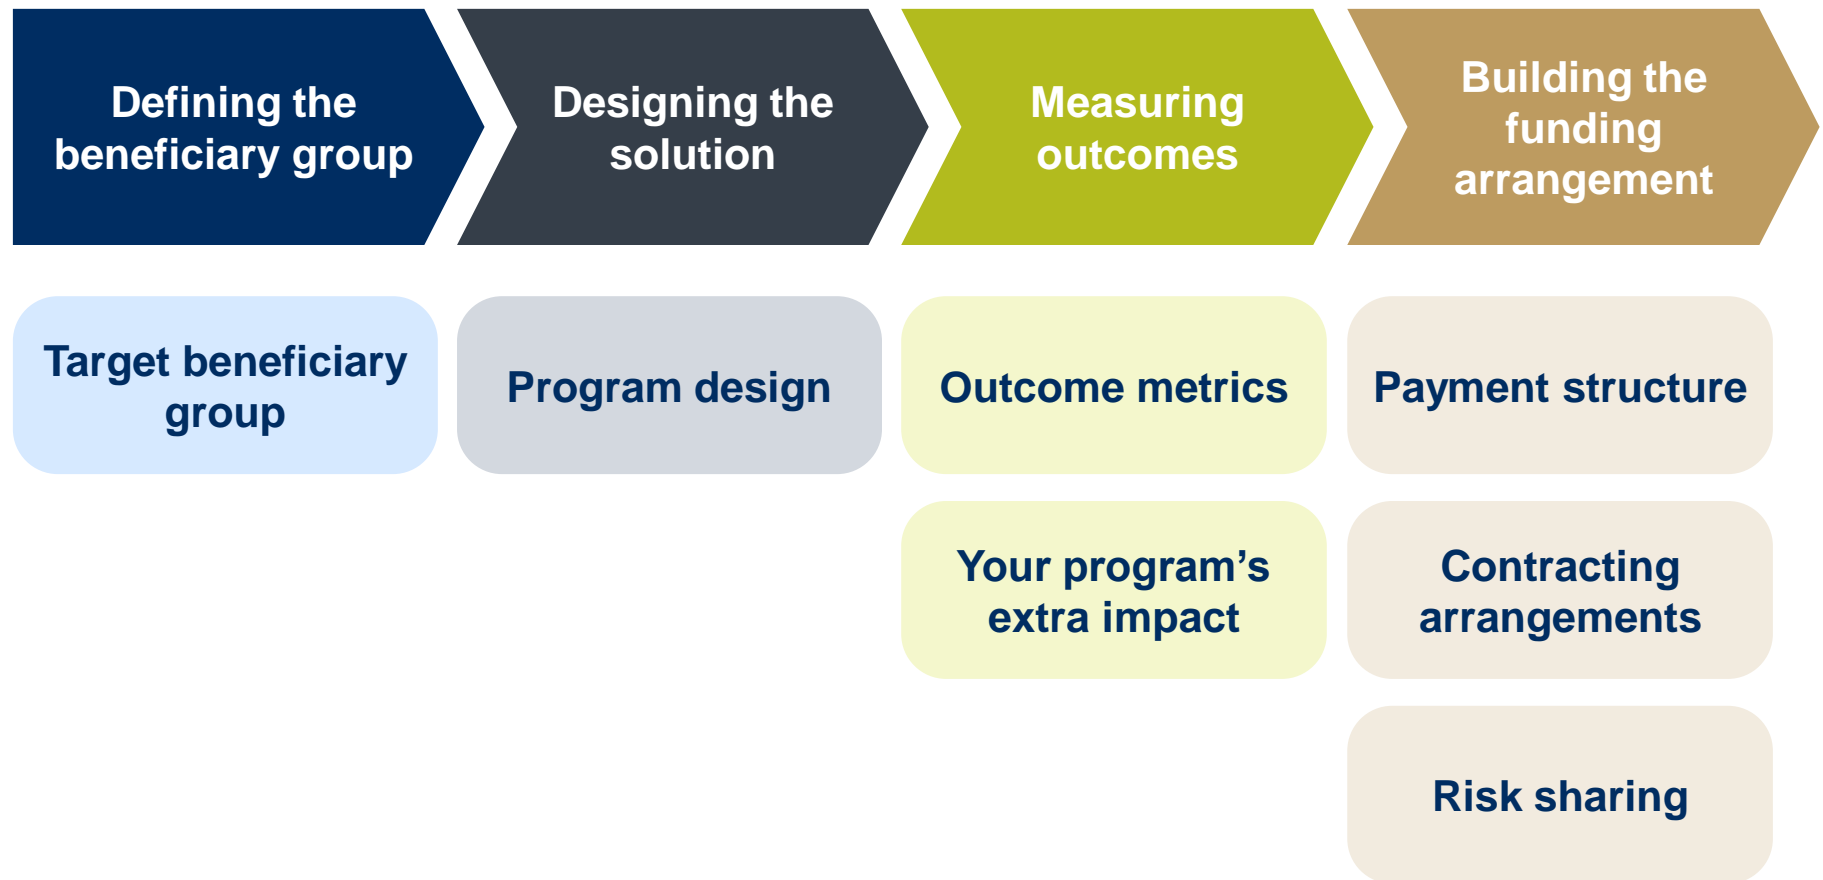 Defining the
beneficiary group
Designing the
solution
Measuring
outcomes
Building the
funding
arrangement
Target beneficiary
group
Program design
Outcome metrics
Payment structure
Your program’s
extra impact
Contracting
arrangements
Risk sharing